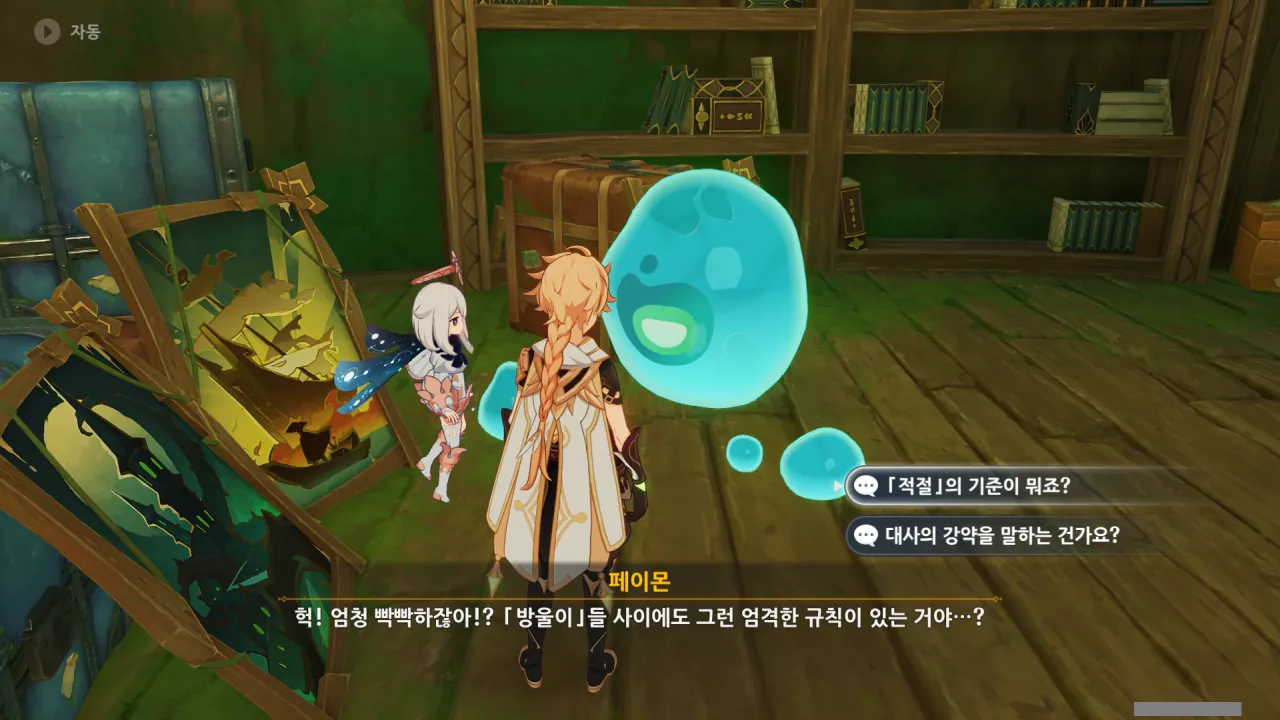 자동
「적절」의 기준이 뭐죠?
대사의 강약을 말하는 건가요?
페이몬
헉! 엄청 빡빡하잖아!? 「방울이」들 사이에도 그런 엄격한 규칙이 있는 거야…?